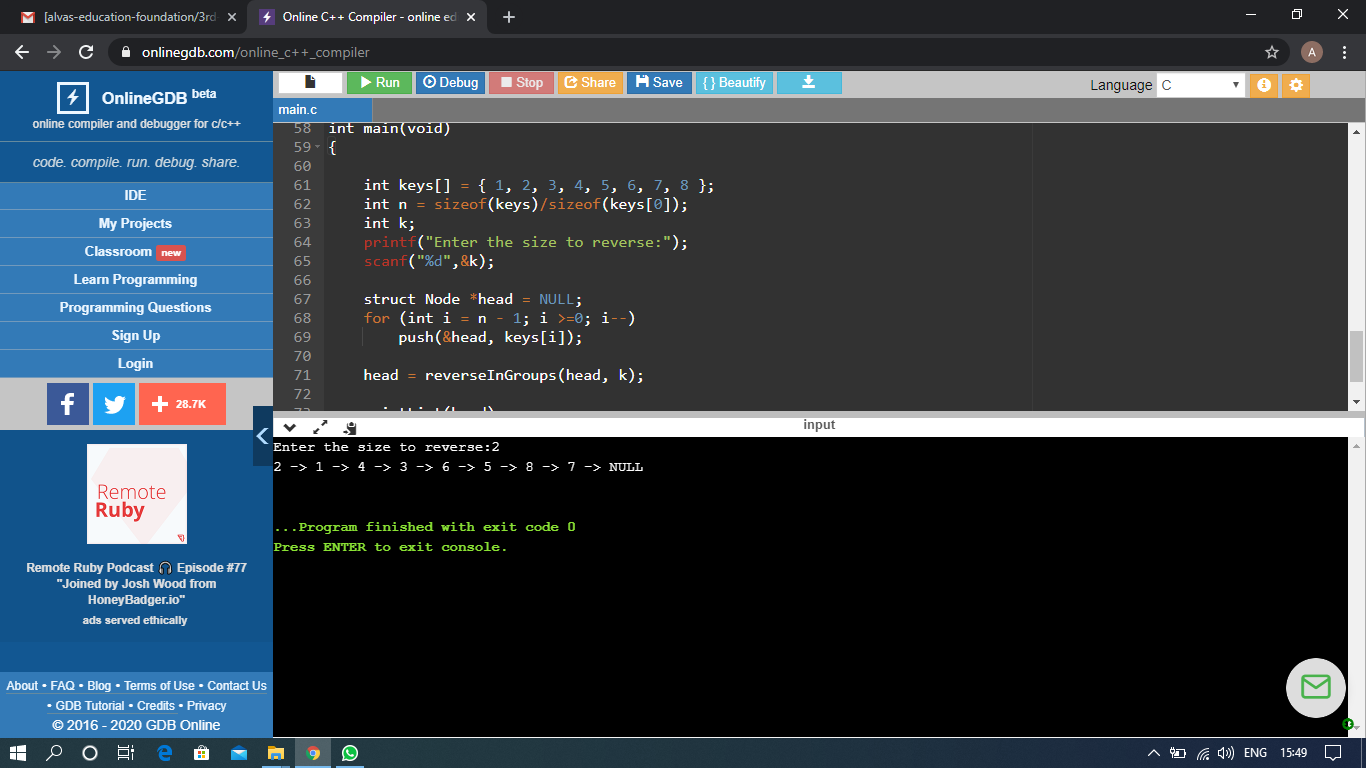 [alvas-education-foundation/3rd
Online C++ Compiler - online ed
onlinegdb.com/online_c++_compiler
A
OnlineGDB beta
online compiler and debugger for c/c++
code. compile. run. debug. share.
IDE
My Projects
Classroom new
Learn Programming
Programming Questions
Sign Up
Login
28.7K
Remote
Ruby
Remote Ruby Podcast 🎧 Episode #77
"Joined by Josh Wood from
HoneyBadger.io"
ads served ethically
About • FAQ • Blog • Terms of Use • Contact Us
• GDB Tutorial • Credits • Privacy
© 2016 - 2020 GDB Online
Run Debug Stop Share Save { } Beautify
Language C
main.c
58 int main(void)
59 {
60
61 int keys[] = { 1, 2, 3, 4, 5, 6, 7, 8 };
62 int n = sizeof(keys)/sizeof(keys[0]);
63 int k;
64 printf("Enter the size to reverse:");
65 scanf("%d",&k);
66
67 struct Node *head = NULL;
68 for (int i = n - 1; i >=0; i--)
69 push(&head, keys[i]);
70
71 head = reverseInGroups(head, k);
72
input
Enter the size to reverse:2
2 -> 1 -> 4 -> 3 -> 6 -> 5 -> 8 -> 7 -> NULL
...Program finished with exit code 0
Press ENTER to exit console.
ENG 15:49